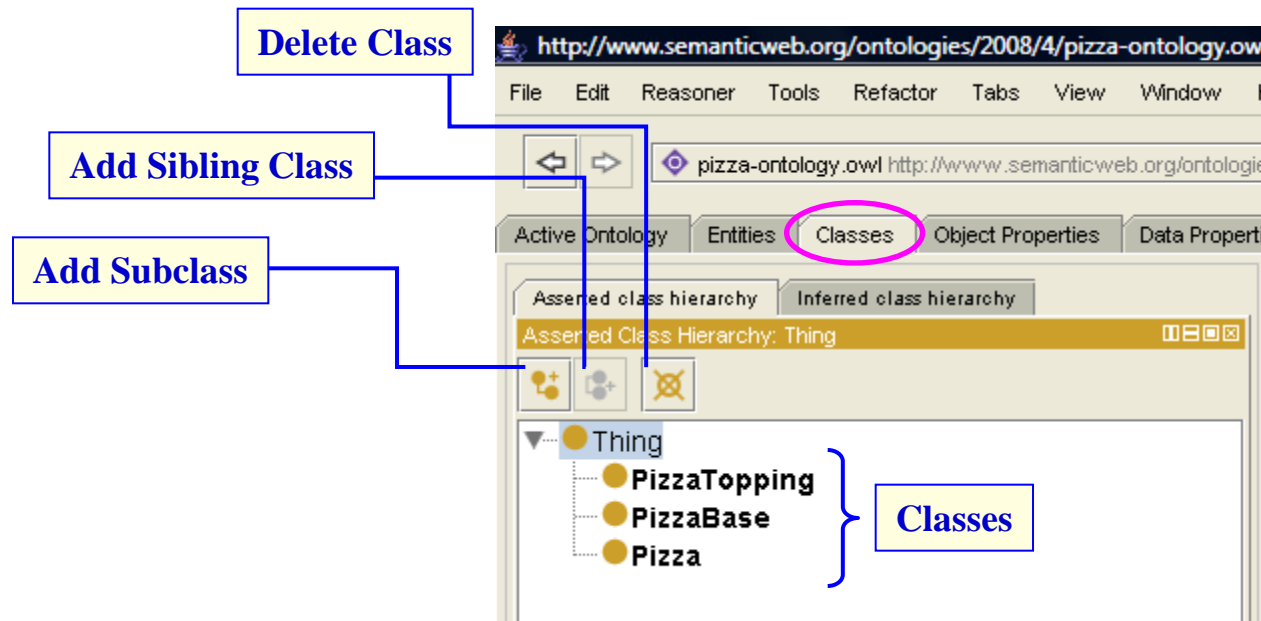 Delete Class
http://www.semanticweb.org/ontologies/2008/4/pizza-ontology.ow
File Edit Reasoner Tools Refactor Tabs View Window
Add Sibling Class
pizza-ontology.owl http://www.semanticweb.org/ontologie
Active Ontology Entities Classes Object Properties Data Propert
Add Subclass
Asserted class hierarchy Inferred class hierarchy
Asserted Class Hierarchy: Thing
Thing
PizzaTopping
PizzaBase
Classes
Pizza